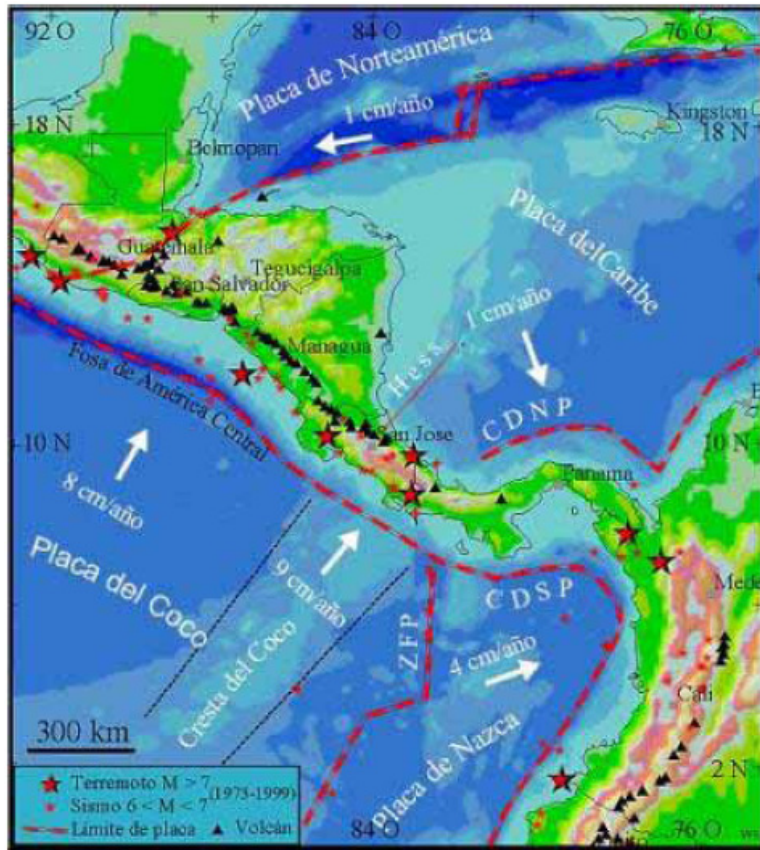 92 O
84 O
76 O
Placa de Norteamérica
1 cm/año
18 N
Kingston
18 N
Belmopan
Placa del Caribe
Guatemala
Tegucigalpa
San Salvador
1 cm/año
Managua
Hess
Fosa de América Central
CDNP
10 N
San Jose
10 N
Panama
8 cm/año
Placa del Coco
9 cm/año
CDSP
Mede
ZFP
4 cm/año
Cresta del Coco
Cali
300 km
Placa de Nazca
2 N
Terremoto M > 7 (1973-1999)
Sismo 6 < M < 7
Límite de placa Volcán
84 O
76 O